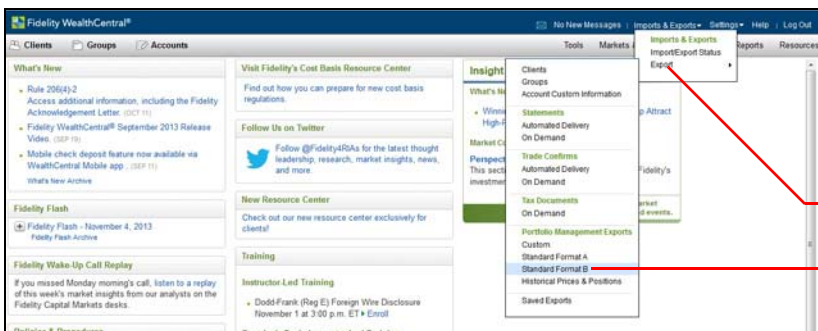 Fidelity WealthCentral®
No New Messages | Imports & Exports Settings Help | Log Out
Clients Groups Accounts
Tools Markets Reports Resources
Imports & Exports
Import/Export Status
Export
What's New
Rule 206(4)-2
Access additional information, including the Fidelity
Acknowledgement Letter. (OCT 11)
Fidelity WealthCentral® September 2013 Release
Video. (SEP 19)
Mobile check deposit feature now available via
WealthCentral Mobile app . (SEP 11)
What's New Archive
Fidelity Flash
Fidelity Flash - November 4, 2013
Fidelity Flash Archive
Fidelity Wake-Up Call Replay
If you missed Monday morning's call, listen to a replay
of this week's market insights from our analysts on the
Fidelity Capital Markets desks.
Policies & Procedures
Visit Fidelity's Cost Basis Resource Center
Find out how you can prepare for new cost basis
regulations.
Follow Us on Twitter
Follow @Fidelity4RIAs for the latest thought
leadership, research, market insights, news,
and more.
New Resource Center
Check out our new resource center exclusively for
clients!
Training
Instructor-Led Training
Dodd-Frank (Reg E) Foreign Wire Disclosure
November 1 at 3:00 p.m. ET Enroll
Insight
What's Ne
Winnin
High-P
p Attract
Market Co
Perspect
This secti
Fidelity's
investmen
arket
d events.
Clients
Groups
Account Custom Information
Statements
Automated Delivery
On Demand
Trade Confirms
Automated Delivery
On Demand
Tax Documents
On Demand
Portfolio Management Exports
Custom
Standard Format A
Standard Format B
Historical Prices & Positions
Saved Exports